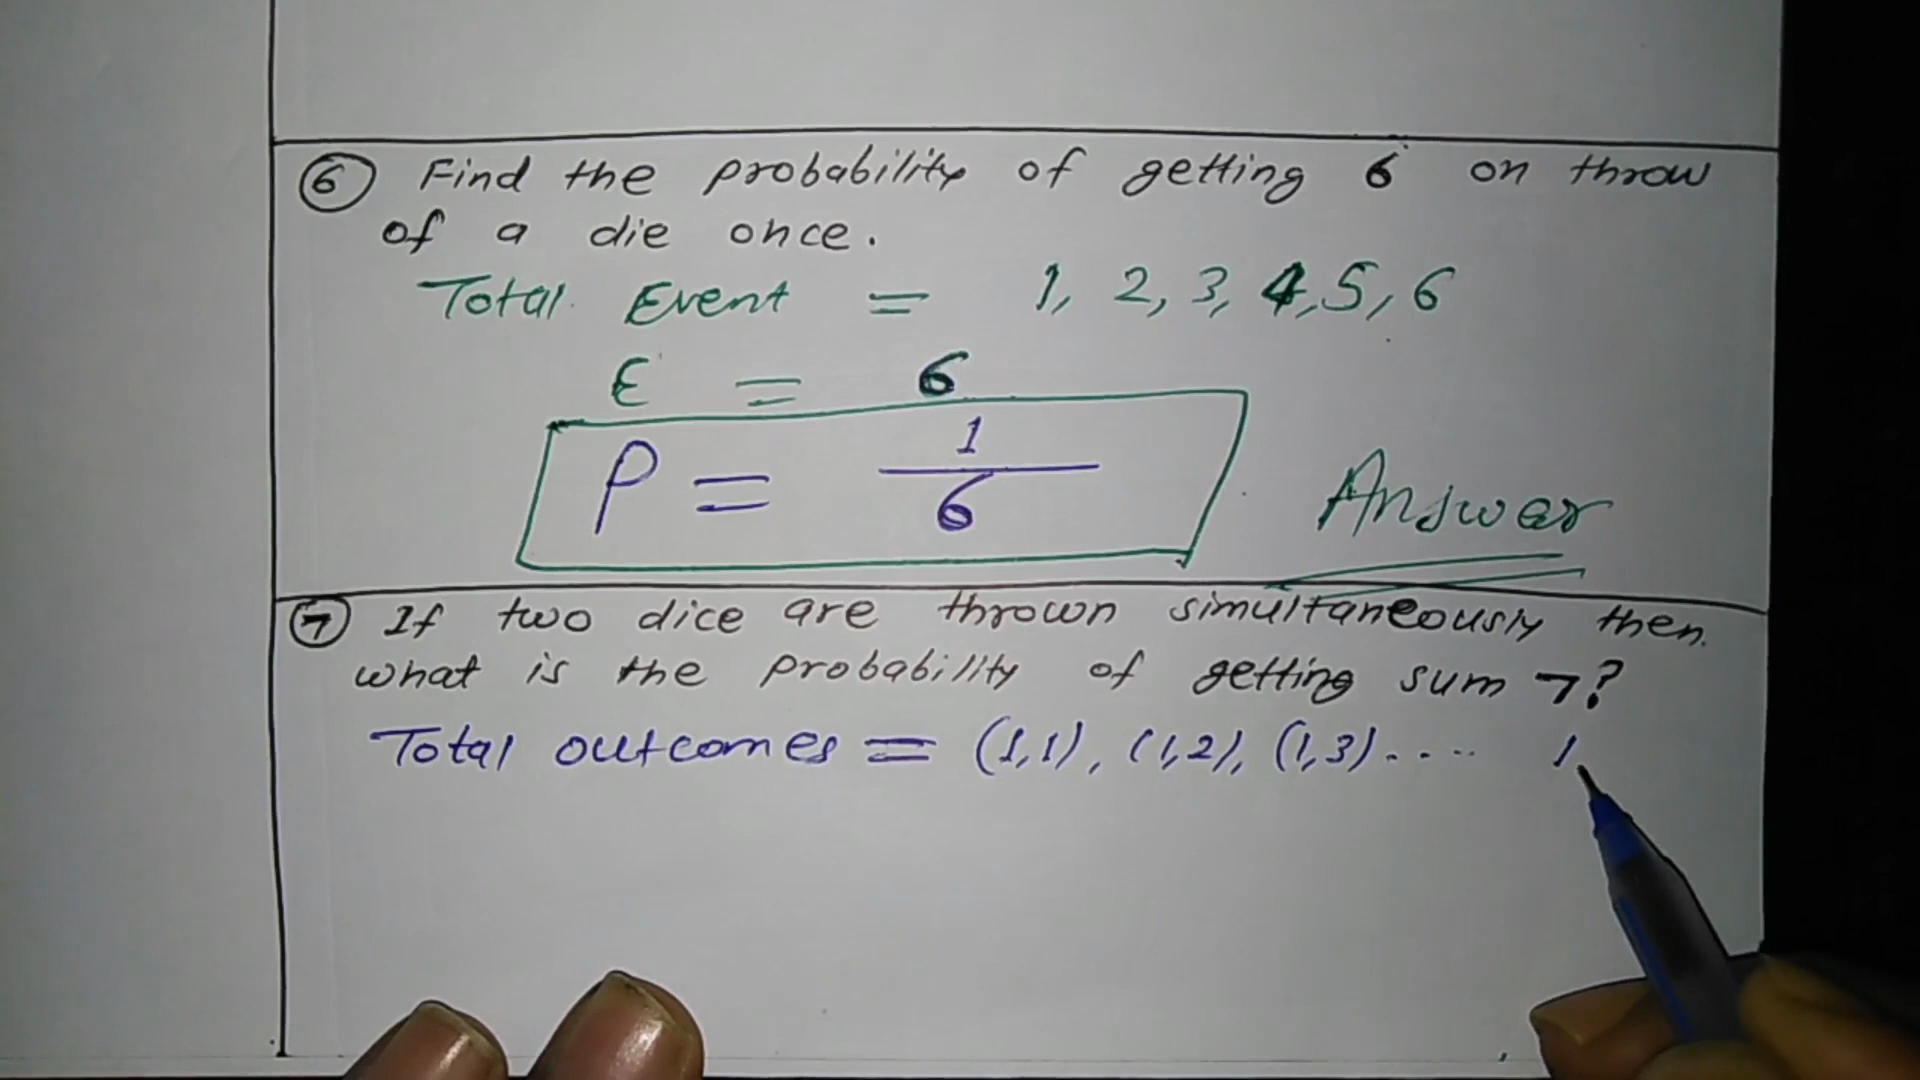 ⑥ Find the probability of getting 6 on throw
of a die once.
Total Event = 1, 2, 3, 4, 5, 6
E = 6
P = 1/6
Answer
⑦ If two dice are thrown simultaneously then
what is the probability of getting sum 7?
Total outcomes = (1,1), (1,2), (1,3) . . . . 1